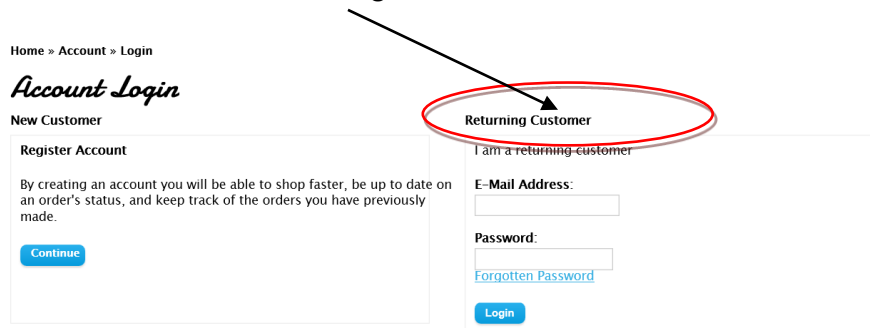 Home » Account » Login
Account Login
New Customer
Register Account
By creating an account you will be able to shop faster, be up to date on
an order's status, and keep track of the orders you have previously
made.
Continue
Returning Customer
I am a returning customer
E-Mail Address:
Password:
Forgotten Password
Login